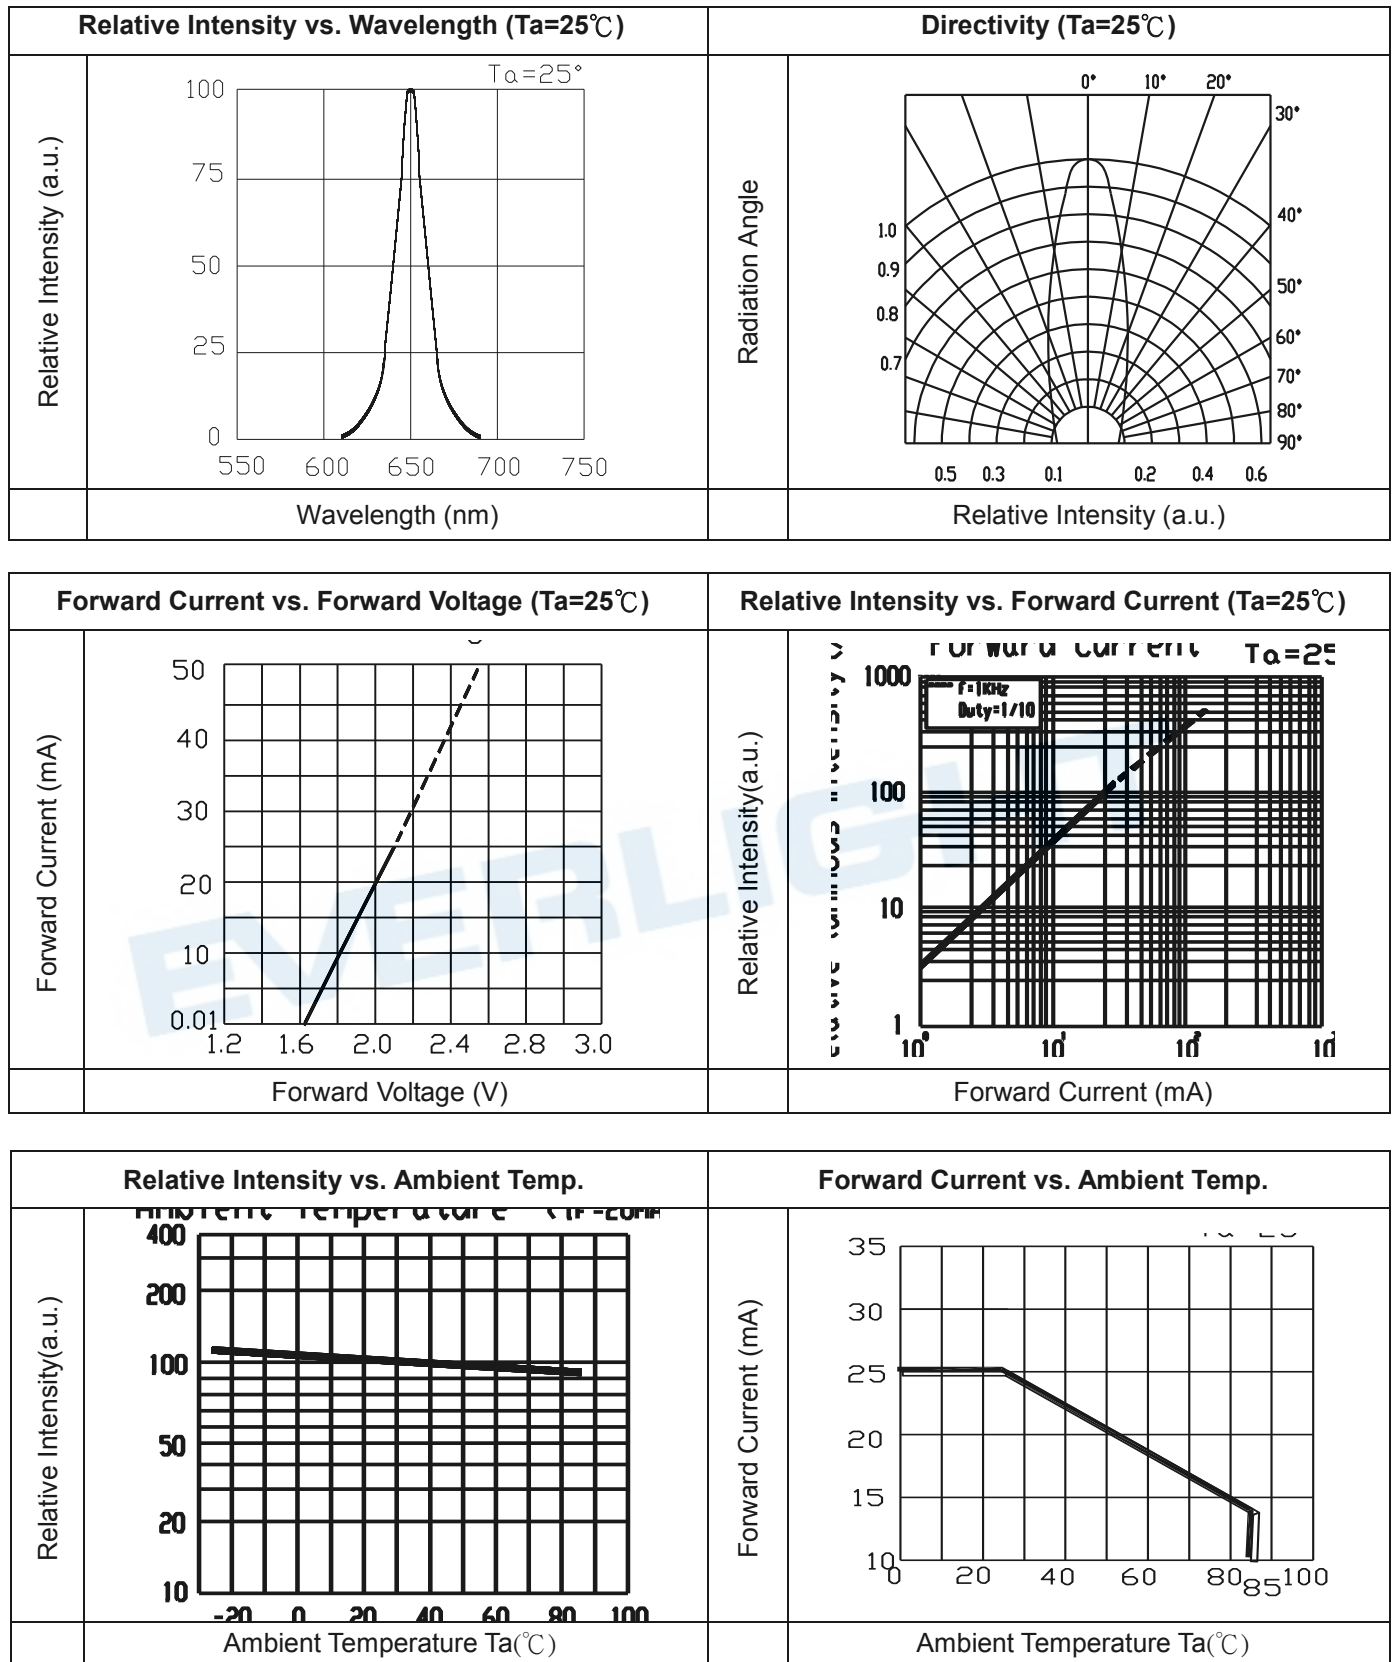 Relative Intensity vs. Wavelength (Ta=25℃)
Directivity (Ta=25℃)
Relative Intensity (a.u.)
Ta=25°
100
75
50
25
0
550 600 650 700 750
Wavelength (nm)
Radiation Angle
0° 10° 20°
30°
40°
50°
60°
70°
80°
90°
1.0
0.9
0.8
0.7
0.5 0.3 0.1 0.2 0.4 0.6
Relative Intensity (a.u.)
Forward Current vs. Forward Voltage (Ta=25℃)
Relative Intensity vs. Forward Current (Ta=25℃)
Forward Current (mA)
50
40
30
20
10
0.01
1.2 1.6 2.0 2.4 2.8 3.0
Forward Voltage (V)
Relative Intensity(a.u.)
Forward Current Ta=25
f=1KHz
Duty=1/10
1000
100
10
1
10⁰ 10¹ 10²
Forward Current (mA)
EVERLIGHT
Relative Intensity vs. Ambient Temp.
Forward Current vs. Ambient Temp.
Relative Intensity(a.u.)
Ambient Temperature
400
200
100
50
20
10
-20 0 20 40 60 80 100
Ambient Temperature Ta(℃)
Forward Current (mA)
35
30
25
20
15
10
0 20 40 60 80 85 100
Ambient Temperature Ta(℃)